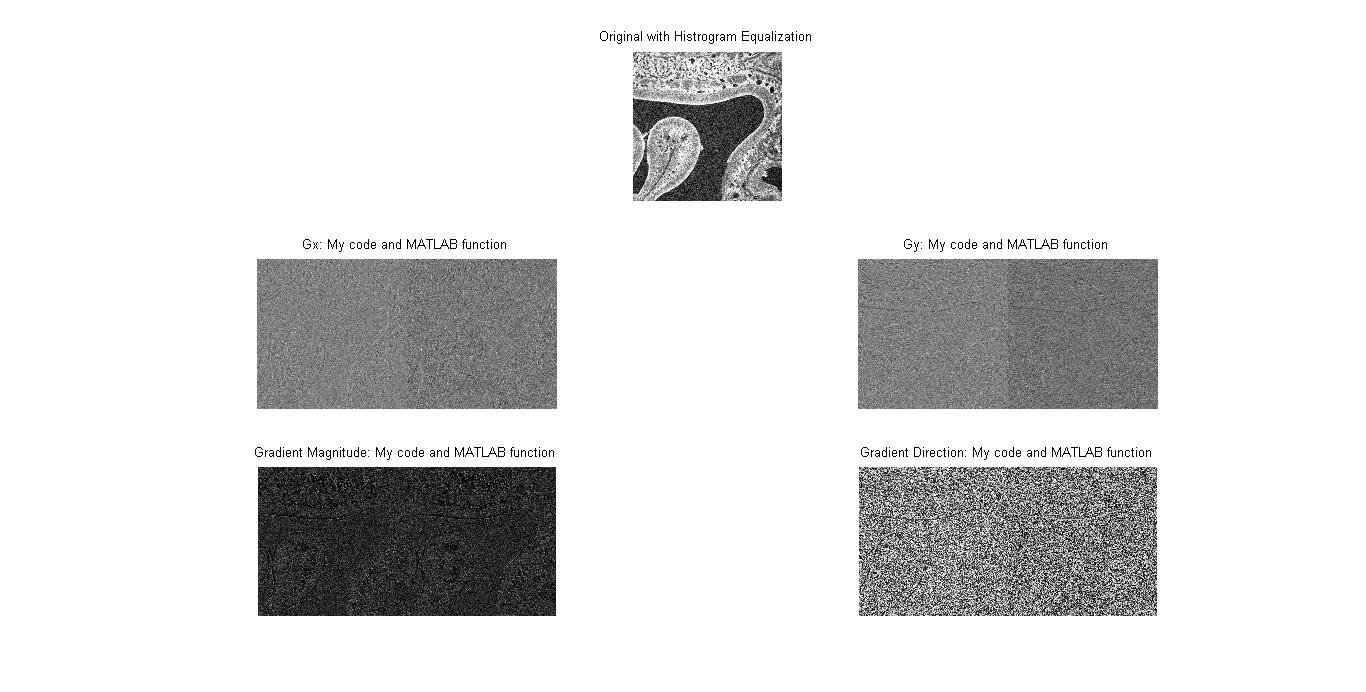 Original with Histrogram Equalization
Gx: My code and MATLAB function
Gy: My code and MATLAB function
Gradient Magnitude: My code and MATLAB function
Gradient Direction: My code and MATLAB function